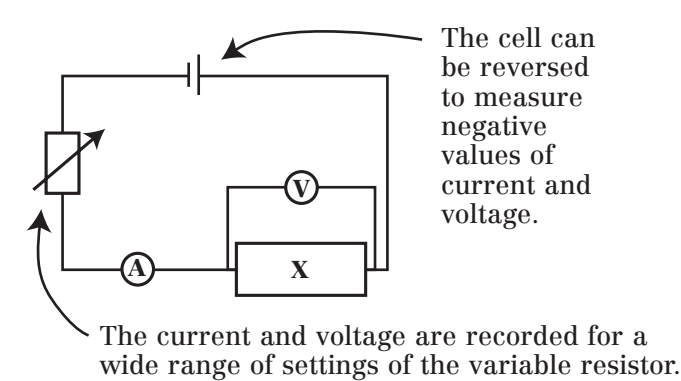 The cell can
be reversed
to measure
negative
values of
current and
voltage.
V
A
X
The current and voltage are recorded for a
wide range of settings of the variable resistor.